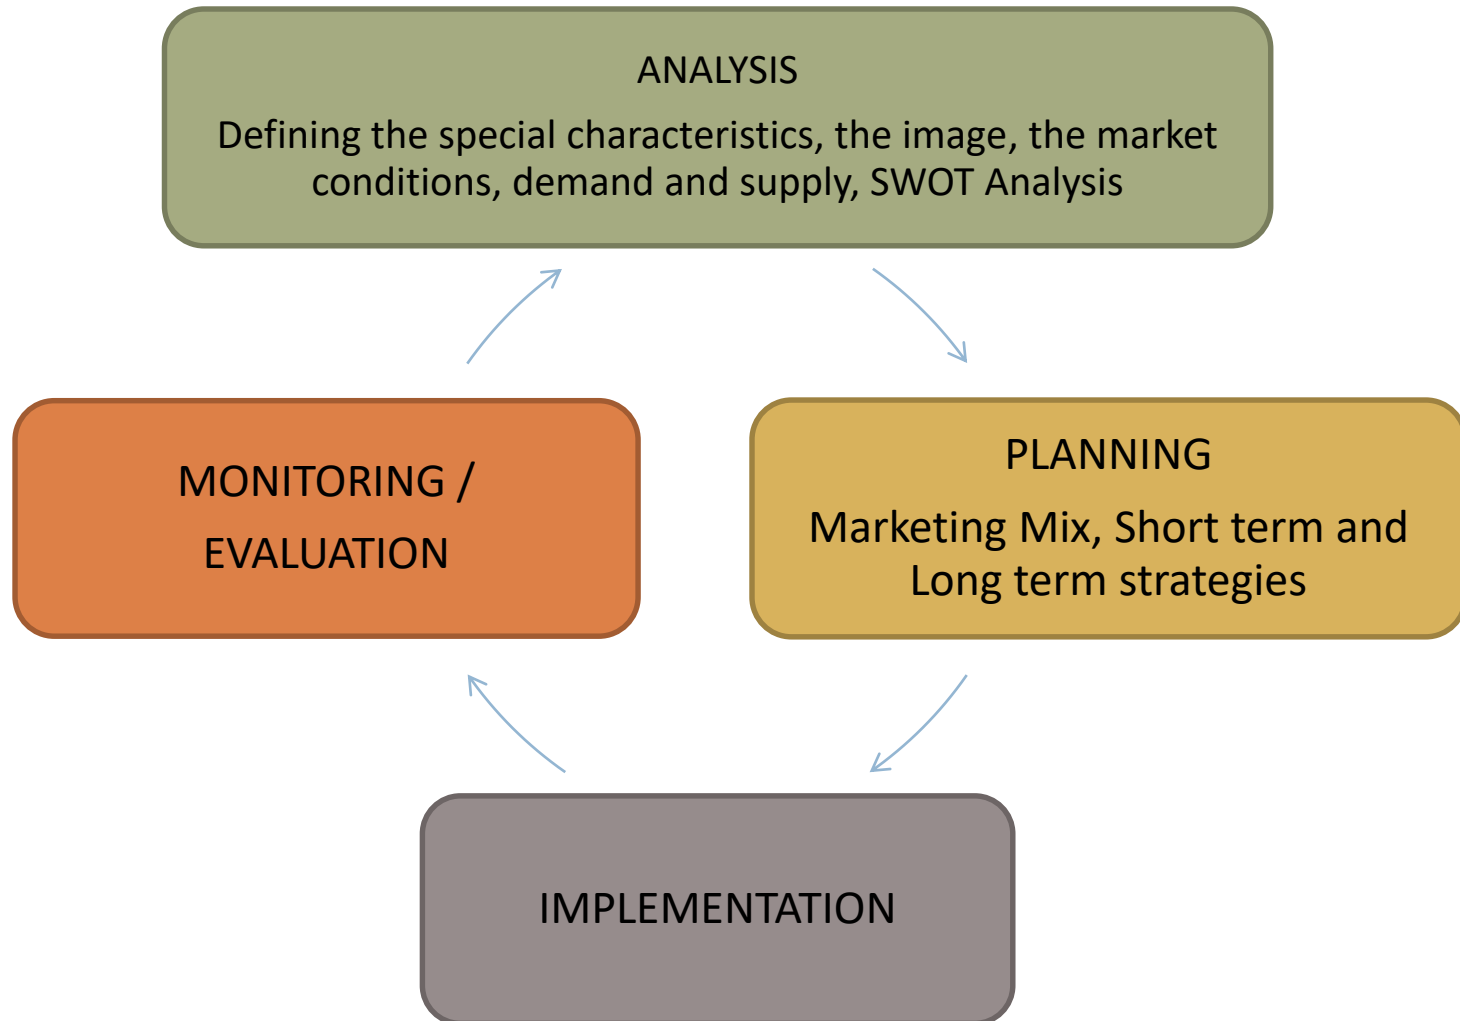 ANALYSIS
Defining the special characteristics, the image, the market
conditions, demand and supply, SWOT Analysis
MONITORING /
EVALUATION
PLANNING
Marketing Mix, Short term and
Long term strategies
IMPLEMENTATION